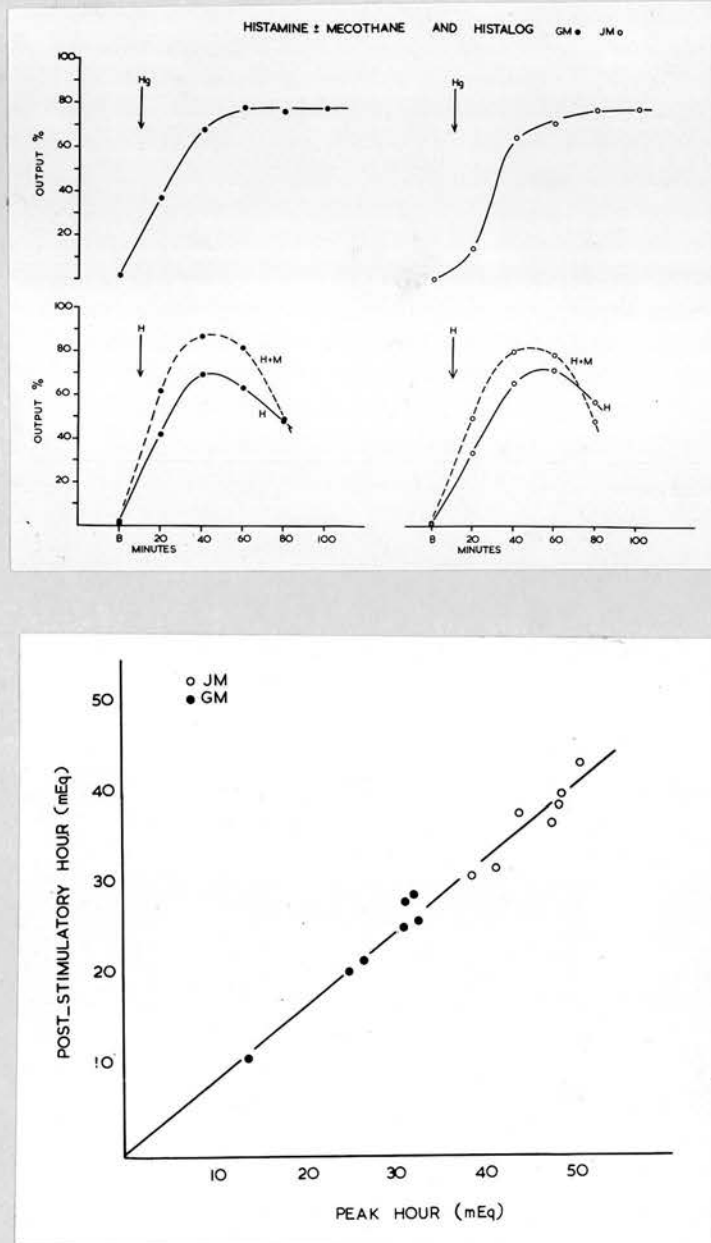 HISTAMINE ± MECOTHANE AND HISTALOG GM ● JM ○
Hg
100
80
60
40
20
OUTPUT %
Hg
H
H+M
H
100
80
60
40
20
OUTPUT %
B 20 40 60 80 100
MINUTES
H
H+M
H
B 20 40 60 80 100
MINUTES
○ JM
● GM
50
40
30
20
10
POST_STIMULATORY HOUR (mEq)
10 20 30 40 50
PEAK HOUR (mEq)